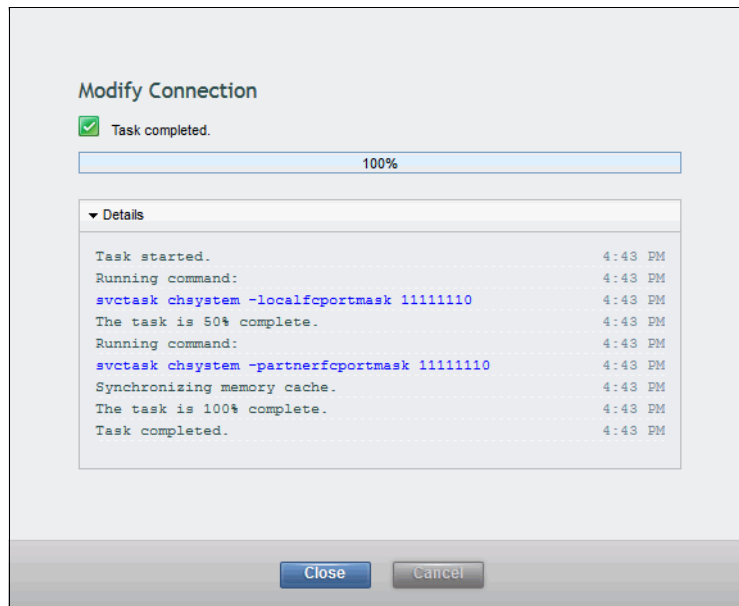 Modify Connection
Task completed.
100%
Details
Task started. 4:43 PM
Running command: 4:43 PM
svctask chsystem -localfcportmask 11111110 4:43 PM
The task is 50% complete. 4:43 PM
Running command: 4:43 PM
svctask chsystem -partnerfcportmask 11111110 4:43 PM
Synchronizing memory cache. 4:43 PM
The task is 100% complete. 4:43 PM
Task completed. 4:43 PM
Close Cancel